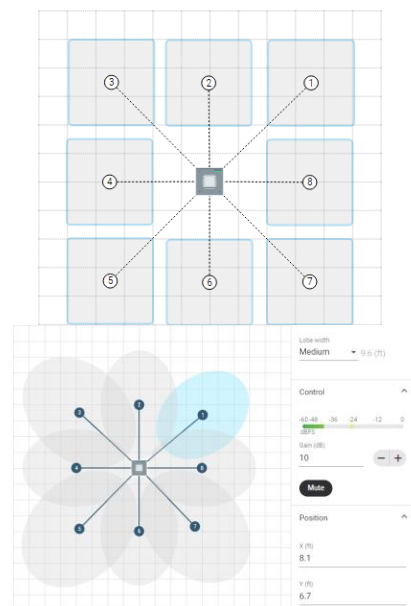 3
2
1
4
8
5
6
7
Lobe width
Medium 9.6 (ft)
Control
-60 -48 -36 -24 -12 0
dBFS
Gain (dB)
10
Mute
Position
X (ft)
8.1
Y (ft)
6.7
2
3
1
4
8
5
6
7